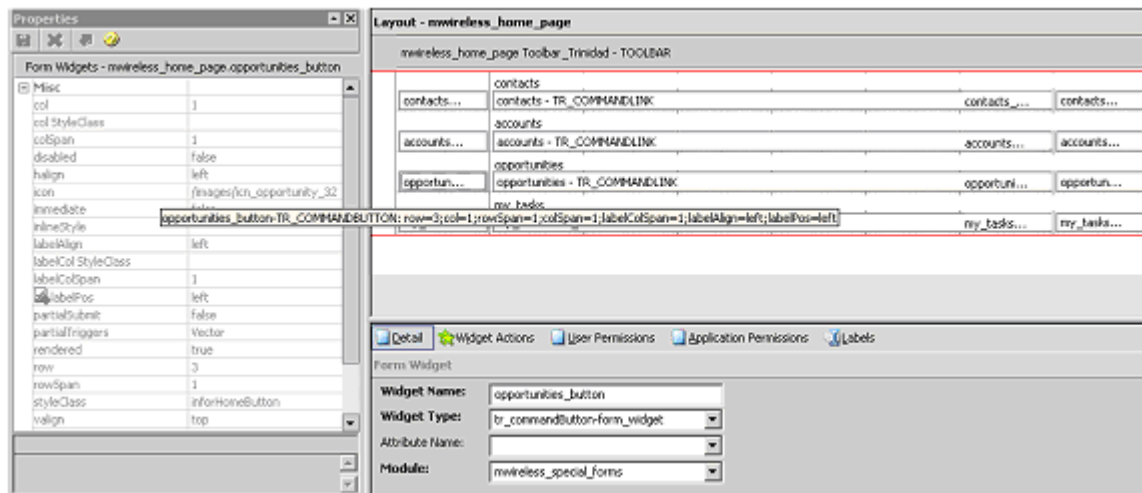 Properties
Form Widgets - mwireless_home_page.opportunities_button
Misc
col 1
col StyleClass
colSpan 1
disabled false
halign left
icon /images/icn_opportunity_32
immediate
inlineStyle
labelAlign left
labelCol StyleClass
labelColSpan 1
labelPos left
partialSubmit false
partialTriggers Vector
rendered true
row 3
rowSpan 1
styleClass inforHomeButton
valign top
Layout - mwireless_home_page
mwireless_home_page Toolbar_Trinidad - TOOLBAR
contacts
contacts... contacts - TR_COMMANDLINK contacts_... contacts...
accounts
accounts... accounts - TR_COMMANDLINK accounts... accounts...
opportunities
opportun... opportunities - TR_COMMANDLINK opportuni... opportun...
my_tasks
opportunities_button-TR_COMMANDBUTTON: row=3;col=1;rowSpan=1;colSpan=1;labelColSpan=1;labelAlign=left;labelPos=left
my_tasks... my_tasks...
Detail Widget Actions User Permissions Application Permissions Labels
Form Widget
Widget Name: opportunities_button
Widget Type: tr_commandButton-form_widget
Attribute Name:
Module: mwireless_special_forms